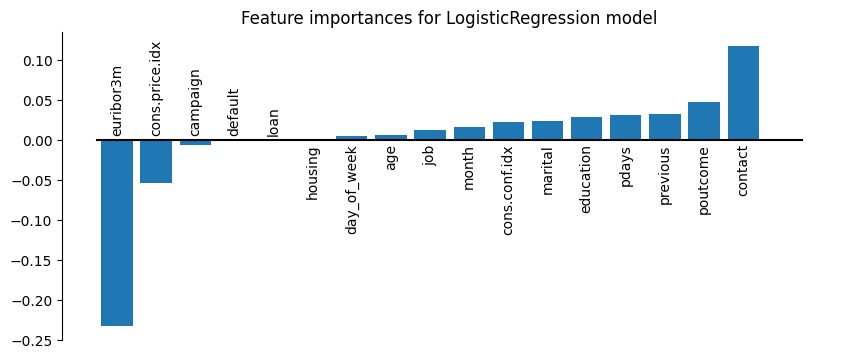 Feature importances for LogisticRegression model
0.10
0.05
0.00
−0.05
−0.10
−0.15
−0.20
−0.25
euribor3m
cons.price.idx
campaign
default
loan
housing
day_of_week
age
job
month
cons.conf.idx
marital
education
pdays
previous
poutcome
contact